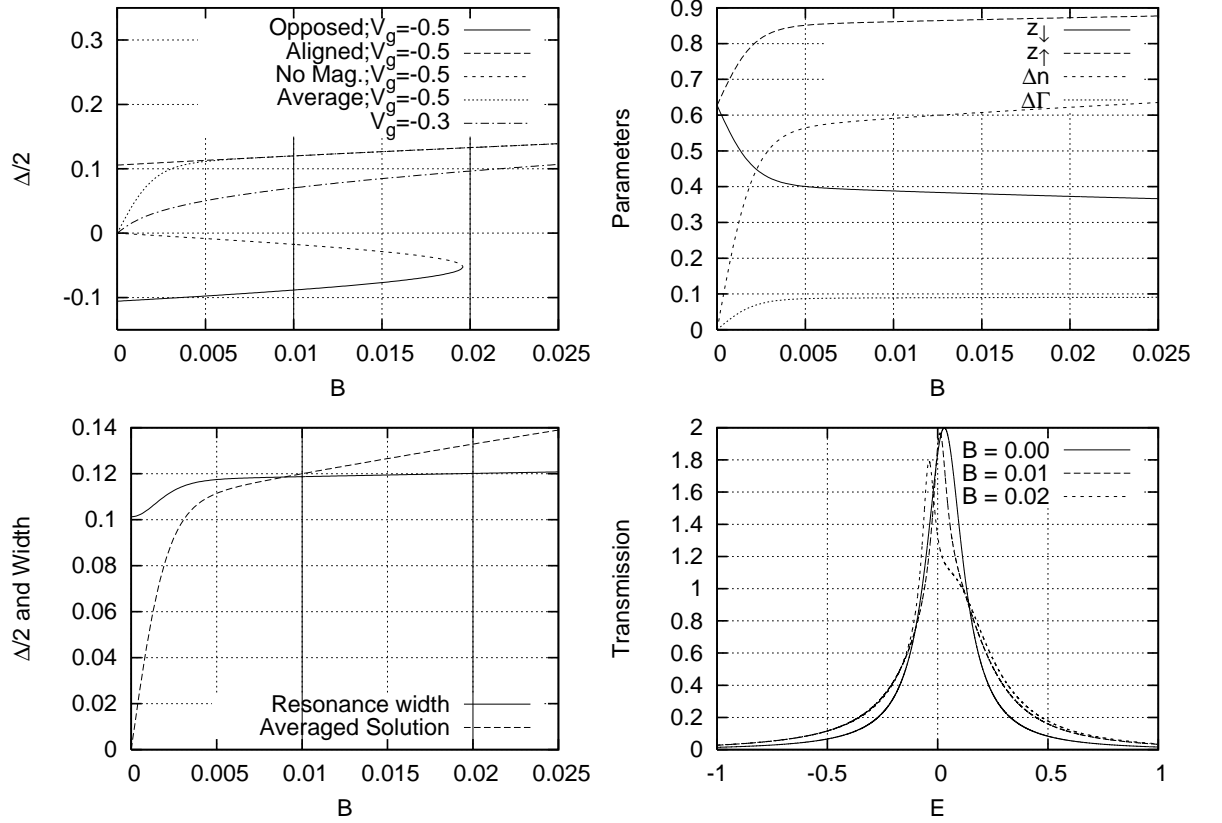 Opposed;V_g=-0.5
Aligned;V_g=-0.5
No Mag.;V_g=-0.5
Average;V_g=-0.5
V_g=-0.3
0.3
0.2
0.1
0
-0.1
Δ/2
0 0.005 0.01 0.015 0.02 0.025
B
z↓
z↑
Δn
ΔΓ
0.9
0.8
0.7
0.6
0.5
0.4
0.3
0.2
0.1
0
Parameters
0 0.005 0.01 0.015 0.02 0.025
B
0.14
0.12
0.1
0.08
0.06
0.04
0.02
0
Δ/2 and Width
Resonance width
Averaged Solution
0 0.005 0.01 0.015 0.02 0.025
B
2
1.8
1.6
1.4
1.2
1
0.8
0.6
0.4
0.2
0
Transmission
B = 0.00
B = 0.01
B = 0.02
-1 -0.5 0 0.5 1
E